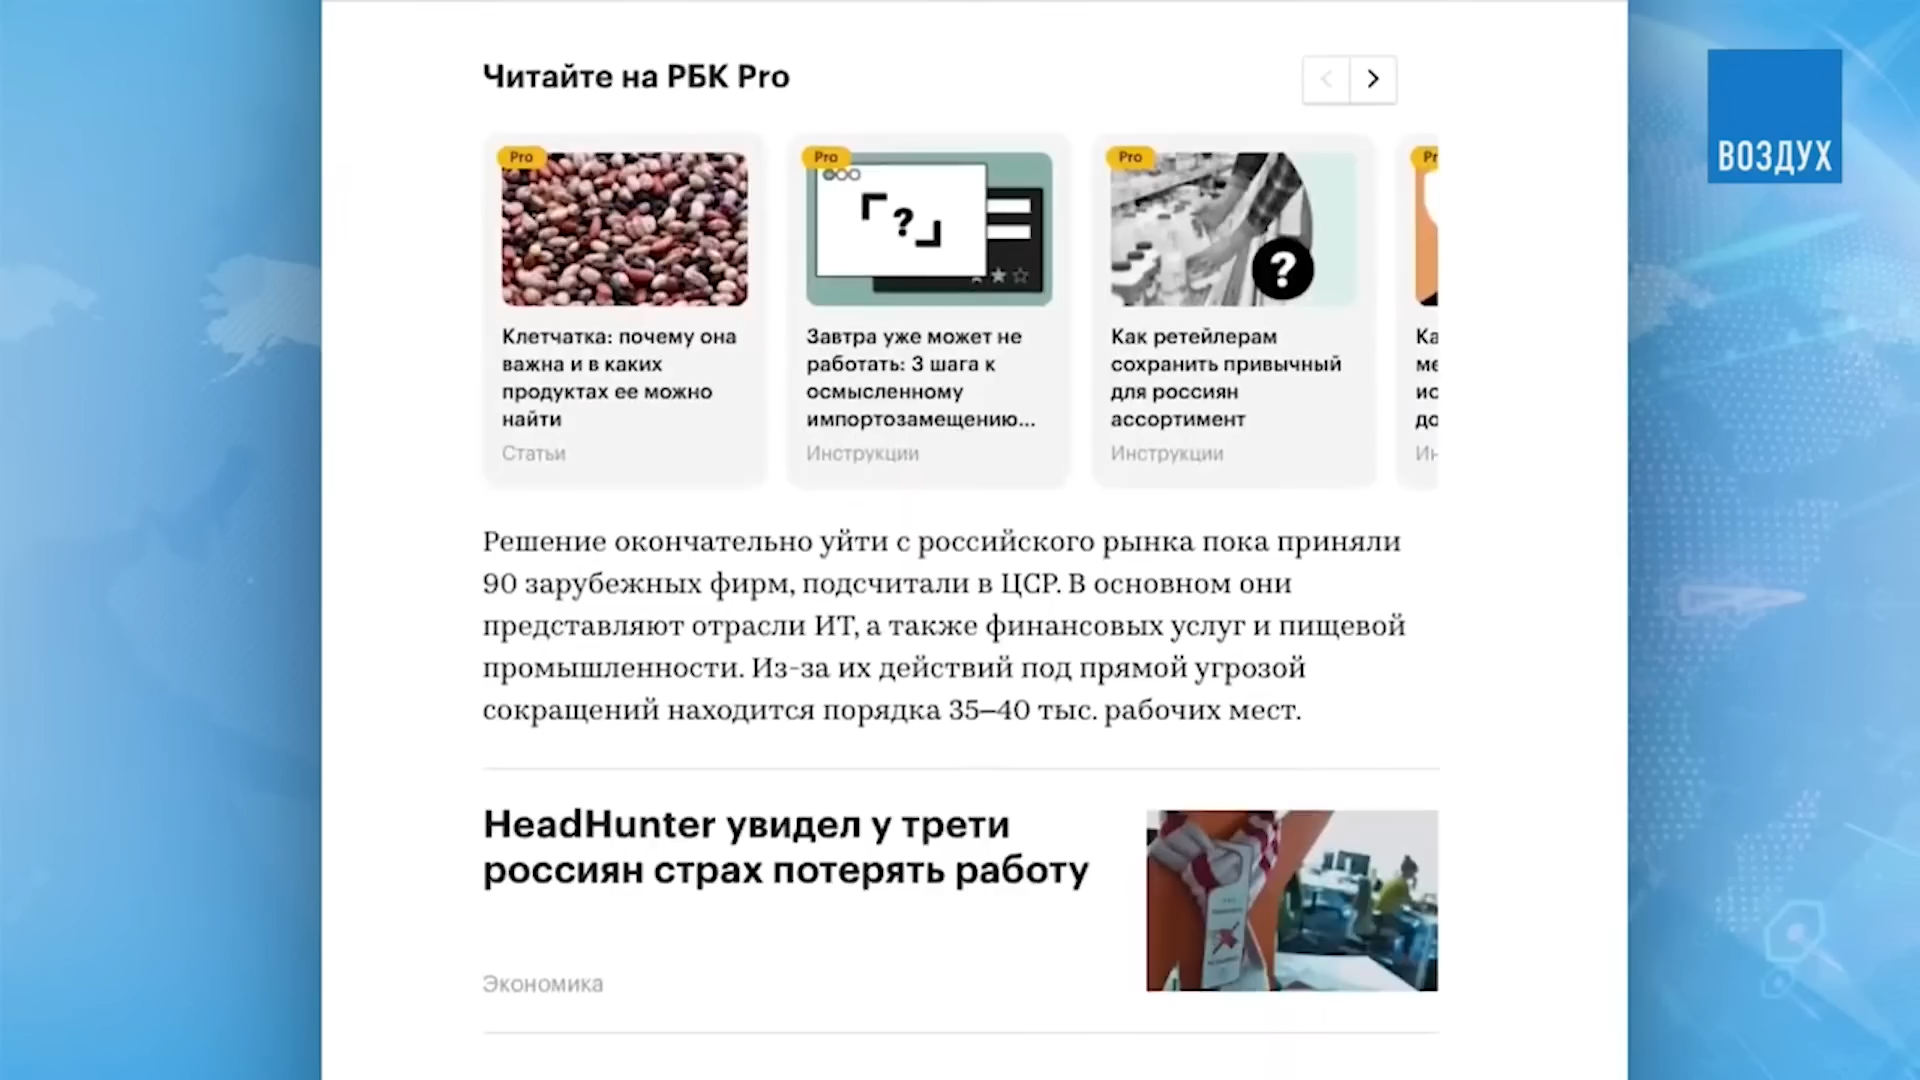 Читайте на РБК Pro
ВОЗДУХ
Pro
Pro
Pro
Клетчатка: почему она
важна и в каких
продуктах ее можно
найти
Статьи
Завтра уже может не
работать: 3 шага к
осмысленному
импортозамещению...
Инструкции
Как ретейлерам
сохранить привычный
для россиян
ассортимент
Инструкции
Решение окончательно уйти с российского рынка пока приняли
90 зарубежных фирм, подсчитали в ЦСР. В основном они
представляют отрасли ИТ, а также финансовых услуг и пищевой
промышленности. Из-за их действий под прямой угрозой
сокращений находится порядка 35–40 тыс. рабочих мест.
HeadHunter увидел у трети
россиян страх потерять работу
Экономика